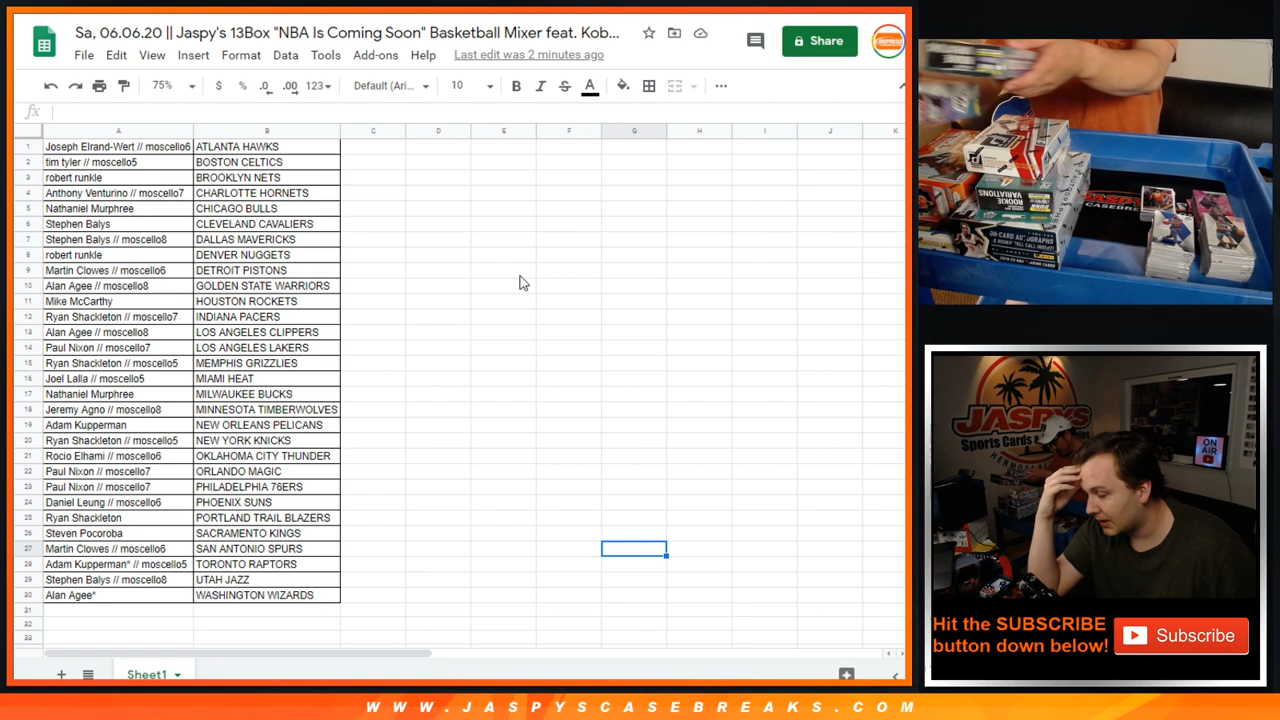 Sa, 06.06.20 || Jaspy's 13Box "NBA Is Coming Soon" Basketball Mixer feat. Kob...
File Edit View Insert Format Data Tools Add-ons Help Last edit was 2 minutes ago
Share
75% $ % .0 .00 123 Default (Ari... 10 B I S A
fx
A B C D E F G H I J K
1 Joseph Elrand-Wert // moscello6 ATLANTA HAWKS
2 tim tyler // moscello5 BOSTON CELTICS
3 robert runkle BROOKLYN NETS
4 Anthony Venturino // moscello7 CHARLOTTE HORNETS
5 Nathaniel Murphree CHICAGO BULLS
6 Stephen Balys CLEVELAND CAVALIERS
7 Stephen Balys // moscello8 DALLAS MAVERICKS
8 robert runkle DENVER NUGGETS
9 Martin Clowes // moscello6 DETROIT PISTONS
10 Alan Agee // moscello8 GOLDEN STATE WARRIORS
11 Mike McCarthy HOUSTON ROCKETS
12 Ryan Shackleton // moscello7 INDIANA PACERS
13 Alan Agee // moscello8 LOS ANGELES CLIPPERS
14 Paul Nixon // moscello7 LOS ANGELES LAKERS
15 Ryan Shackleton // moscello5 MEMPHIS GRIZZLIES
16 Joel Lalla // moscello5 MIAMI HEAT
17 Nathaniel Murphree MILWAUKEE BUCKS
18 Jeremy Agno // moscello8 MINNESOTA TIMBERWOLVES
19 Adam Kupperman NEW ORLEANS PELICANS
20 Ryan Shackleton // moscello5 NEW YORK KNICKS
21 Rocio Elhami // moscello6 OKLAHOMA CITY THUNDER
22 Paul Nixon // moscello7 ORLANDO MAGIC
23 Paul Nixon // moscello7 PHILADELPHIA 76ERS
24 Daniel Leung // moscello6 PHOENIX SUNS
25 Ryan Shackleton PORTLAND TRAIL BLAZERS
26 Steven Pocoroba SACRAMENTO KINGS
27 Martin Clowes // moscello6 SAN ANTONIO SPURS
28 Adam Kupperman* // moscello5 TORONTO RAPTORS
29 Stephen Balys // moscello8 UTAH JAZZ
30 Alan Agee* WASHINGTON WIZARDS
31
32
33
Sheet1
ROOKIE
VARIATIONS
ON-CARD AUTOGRAPHS
JASPYS
Sports Cards
ON
AIR
Hit the SUBSCRIBE
button down below!
Subscribe
WWW.JASPYSCASEBREAKS.COM